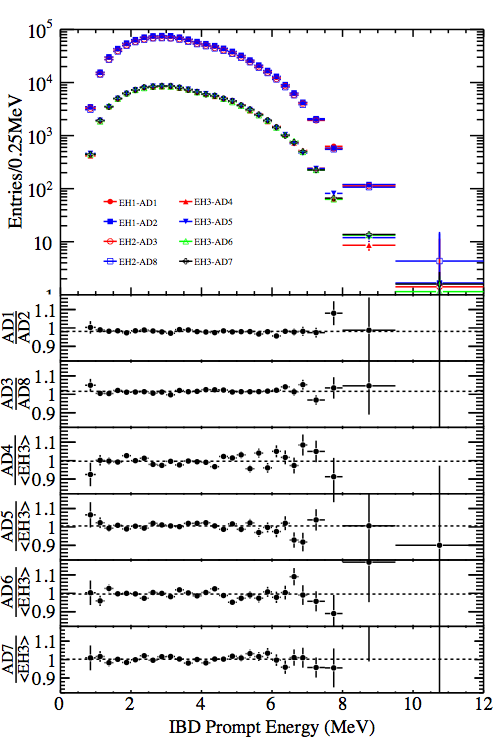 10^5
10^4
10^3
10^2
10
1
Entries/0.25MeV
EH1-AD1
EH1-AD2
EH2-AD3
EH2-AD8
EH3-AD4
EH3-AD5
EH3-AD6
EH3-AD7
AD1
AD2
1.1
1
0.9
AD3
AD8
1.1
1
0.9
AD4
<EH3>
1.1
1
0.9
AD5
<EH3>
1.1
1
0.9
AD6
<EH3>
1.1
1
0.9
AD7
<EH3>
1.1
1
0.9
0 2 4 6 8 10 12
IBD Prompt Energy (MeV)